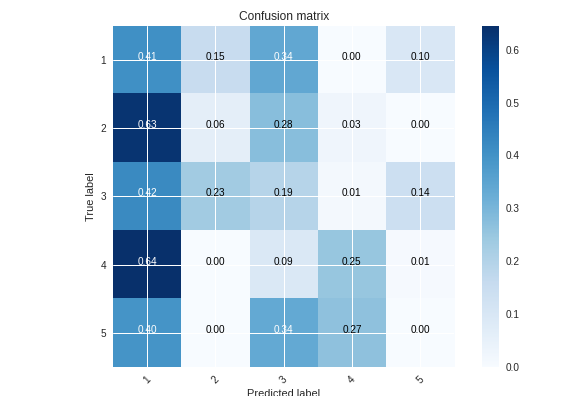 Confusion matrix
1 0.41 0.15 0.34 0.00 0.10
2 0.63 0.06 0.28 0.03 0.00
3 0.42 0.23 0.19 0.01 0.14
4 0.64 0.00 0.09 0.25 0.01
5 0.40 0.00 0.34 0.27 0.00
True label
1 2 3 4 5
Predicted label
0.6
0.5
0.4
0.3
0.2
0.1
0.0